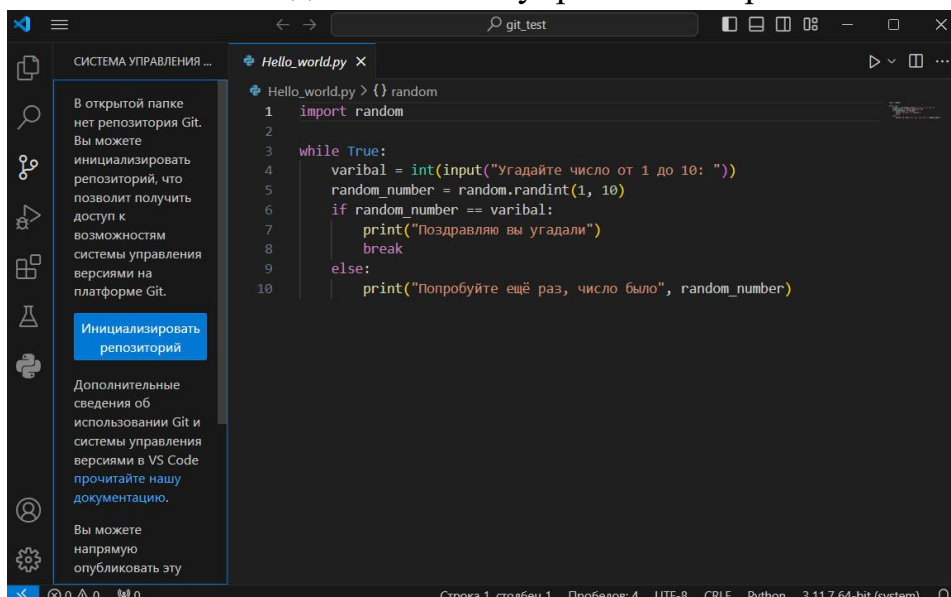 git_test
СИСТЕМА УПРАВЛЕНИЯ ...
Hello_world.py
В открытой папке
нет репозитория Git.
Вы можете
инициализировать
репозиторий, что
позволит получить
доступ к
возможностям
системы управления
версиями на
платформе Git.
Инициализировать
репозиторий
Дополнительные
сведения об
использовании Git и
системы управления
версиями в VS Code
прочитайте нашу
документацию.
Вы можете
напрямую
опубликовать эту
Hello_world.py > {} random
1 import random
2
3 while True:
4 varibal = int(input("Угадайте число от 1 до 10: "))
5 random_number = random.randint(1, 10)
6 if random_number == varibal:
7 print("Поздравляю вы угадали")
8 break
9 else:
10 print("Попробуйте ещё раз, число было", random_number)
0 0 0 Строка 1, столбец 1 Пробелов: 4 UTF-8 CRLF Python 3.11.7 64-bit (system)